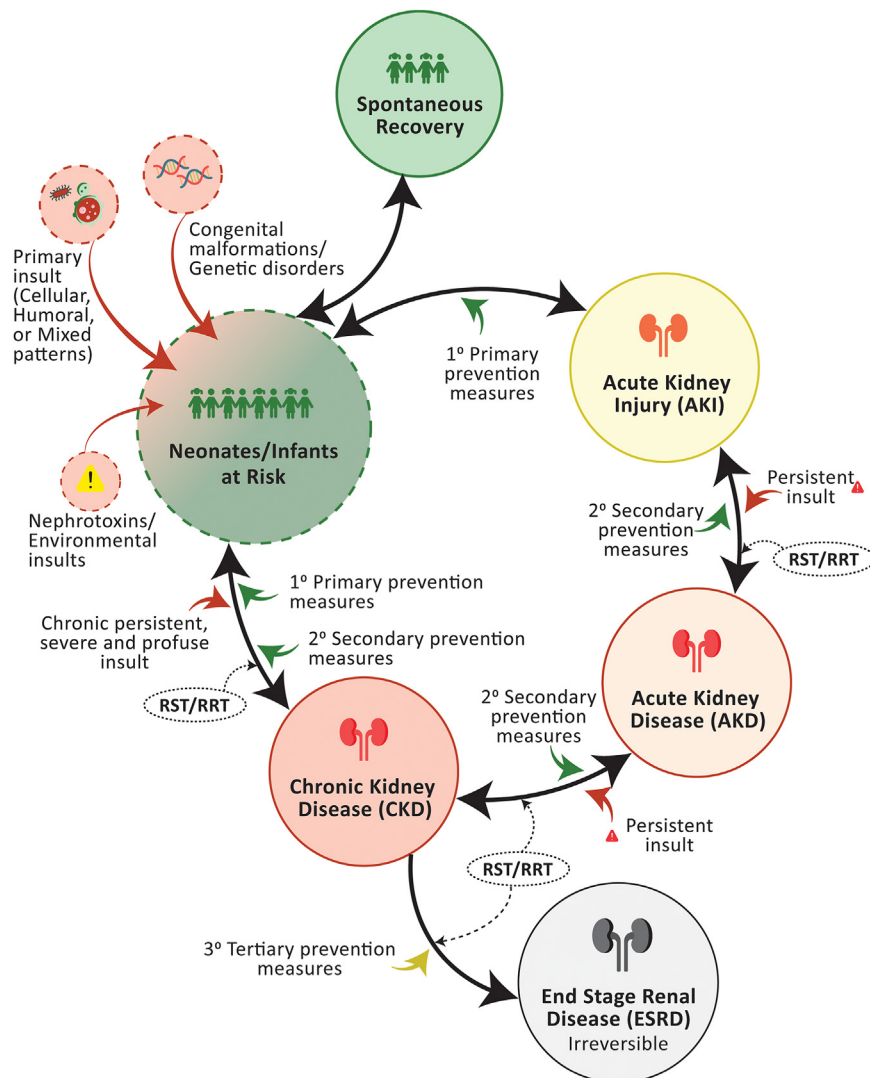 Spontaneous
Recovery
Congenital
malformations/
Genetic disorders
Primary
insult
(Cellular,
Humoral,
or Mixed
patterns)
1º Primary
prevention
measures
Acute Kidney
Injury (AKI)
Neonates/Infants
at Risk
Nephrotoxins/
Environmental
insults
Persistent
insult
2º Secondary
prevention
measures
RST/RRT
1º Primary prevention
measures
Chronic persistent,
severe and profuse
insult
2º Secondary prevention
measures
RST/RRT
Acute Kidney
Disease (AKD)
2º Secondary
prevention
measures
Chronic Kidney
Disease (CKD)
Persistent
insult
RST/RRT
3º Tertiary prevention
measures
End Stage Renal
Disease (ESRD)
Irreversible